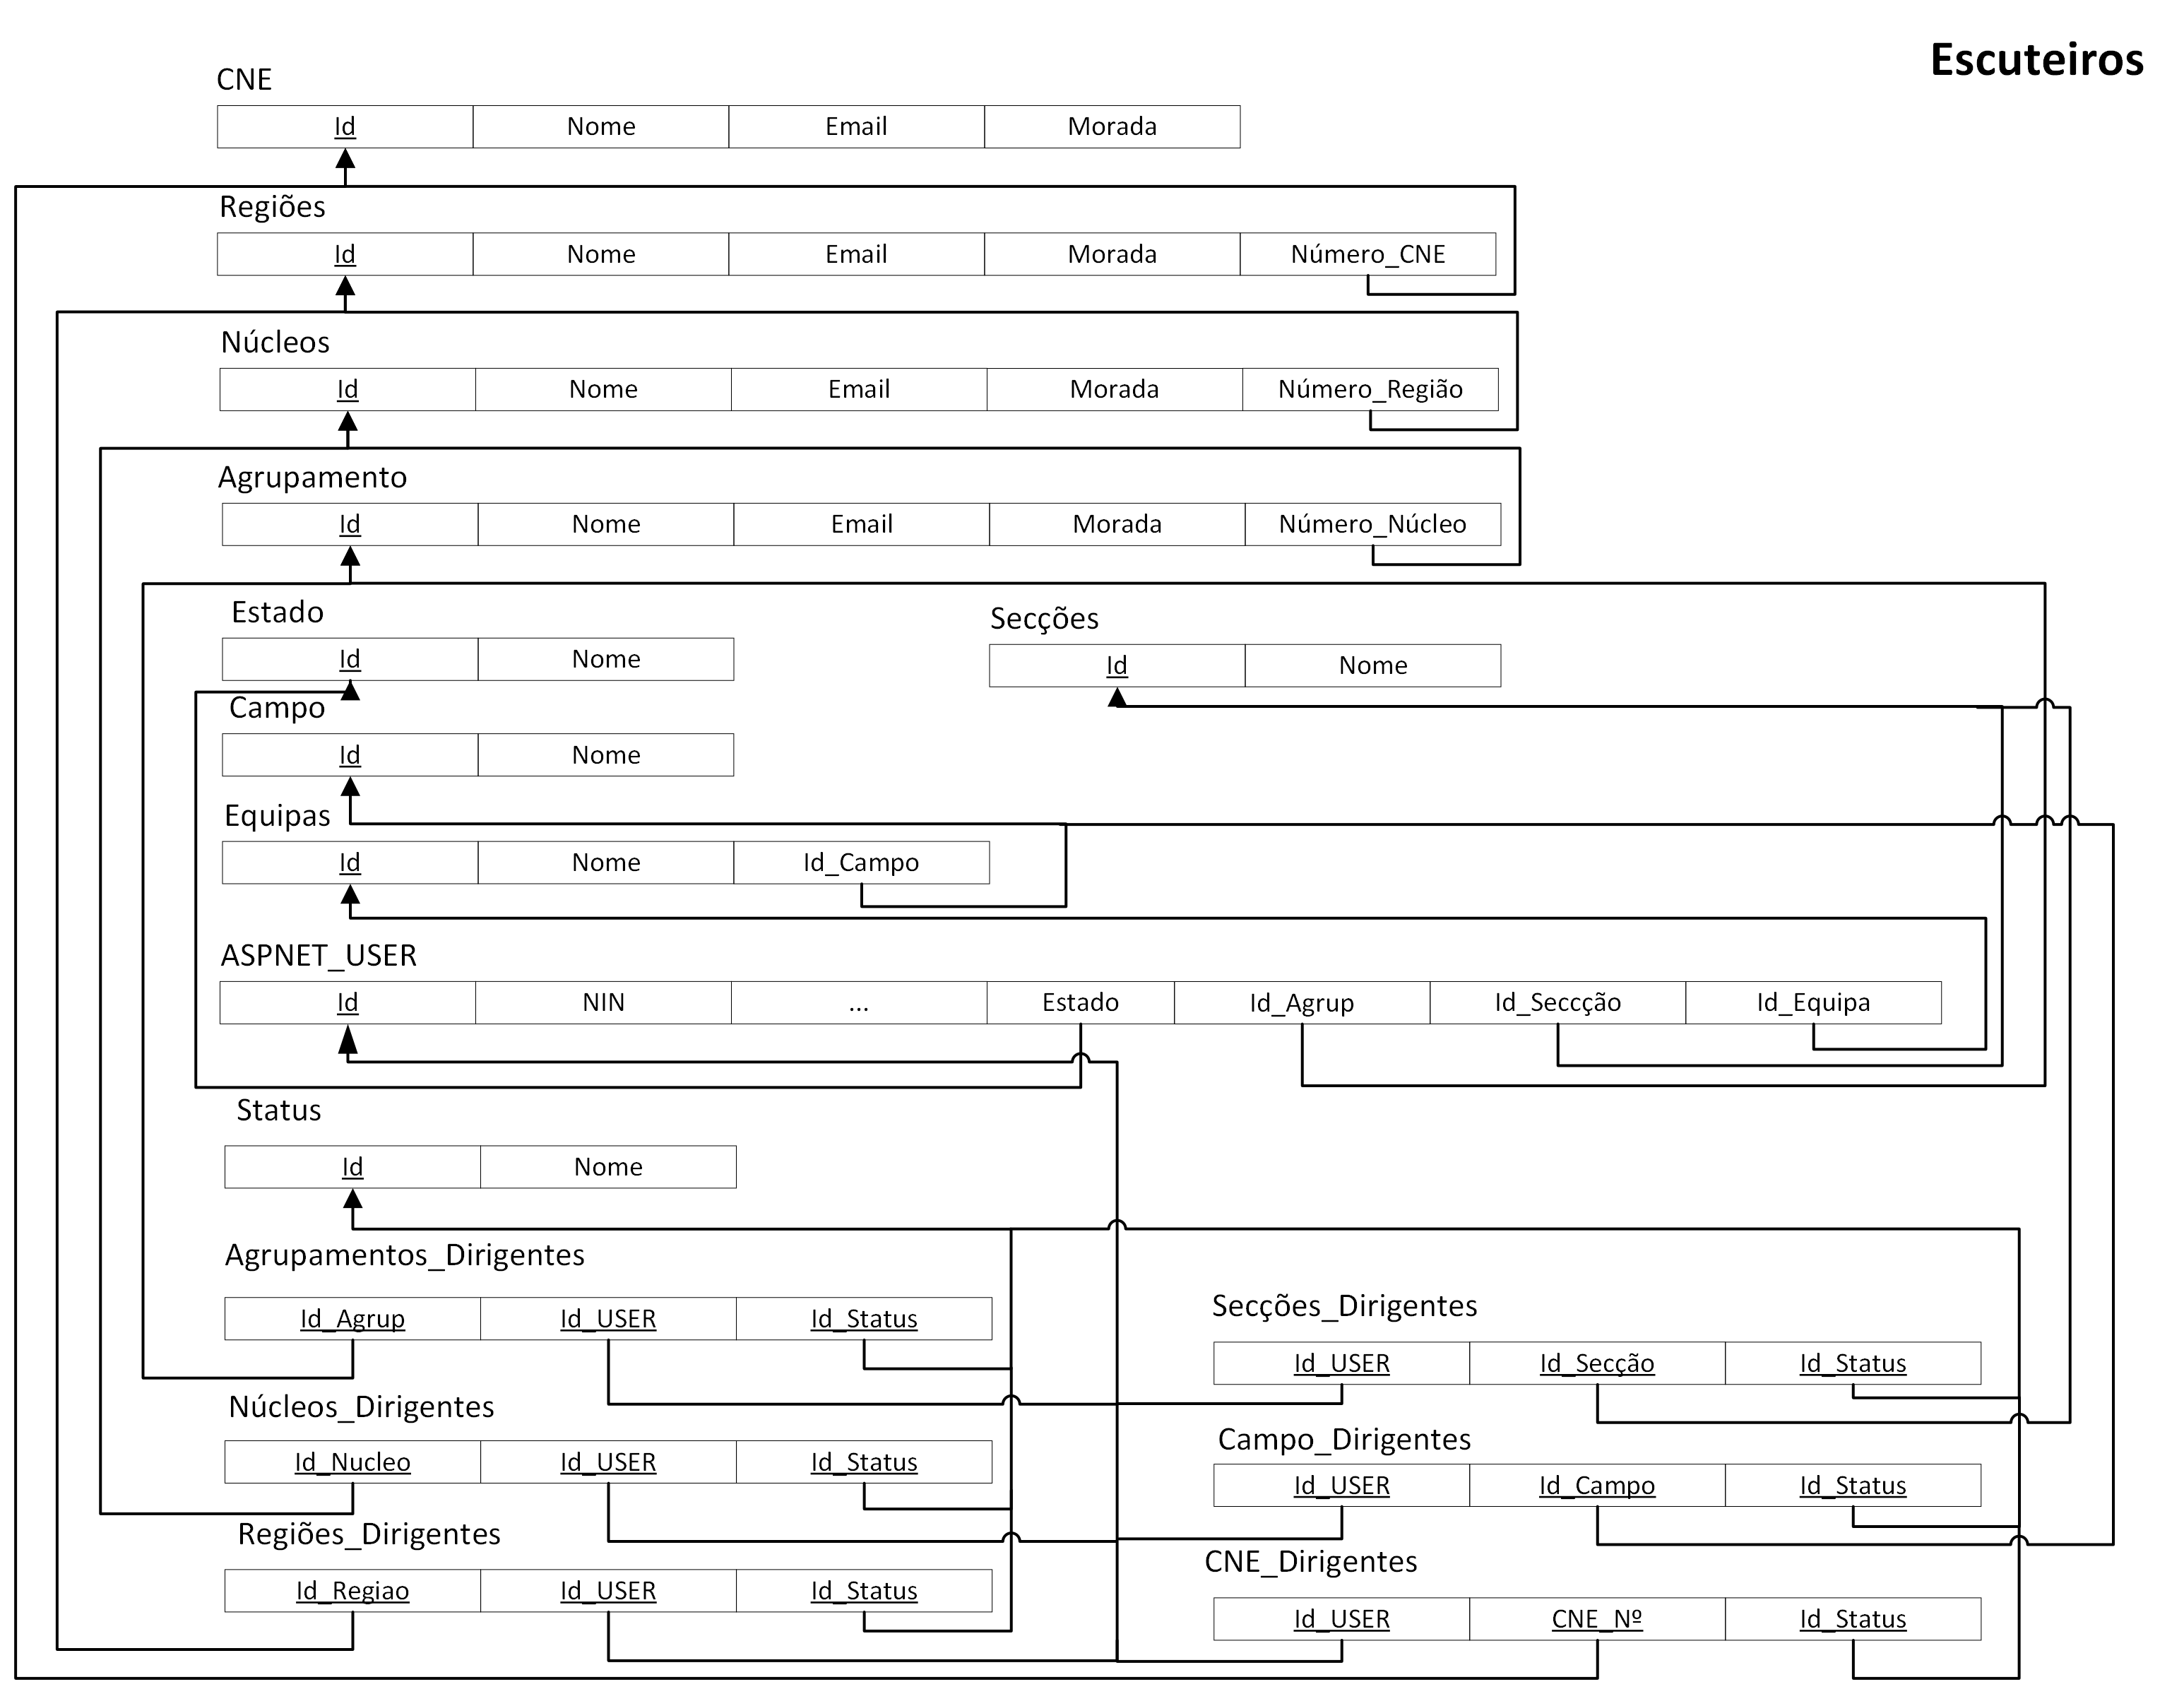 Escuteiros
CNE
Id Nome Email Morada
Regiões
Id Nome Email Morada Número_CNE
Núcleos
Id Nome Email Morada Número_Região
Agrupamento
Id Nome Email Morada Número_Núcleo
Estado
Id Nome
Secções
Id Nome
Campo
Id Nome
Equipas
Id Nome Id_Campo
ASPNET_USER
Id NIN ... Estado Id_Agrup Id_Seccção Id_Equipa
Status
Id Nome
Agrupamentos_Dirigentes
Id_Agrup Id_USER Id_Status
Secções_Dirigentes
Id_USER Id_Secção Id_Status
Núcleos_Dirigentes
Id_Nucleo Id_USER Id_Status
Campo_Dirigentes
Id_USER Id_Campo Id_Status
Regiões_Dirigentes
Id_Regiao Id_USER Id_Status
CNE_Dirigentes
Id_USER CNE_Nº Id_Status